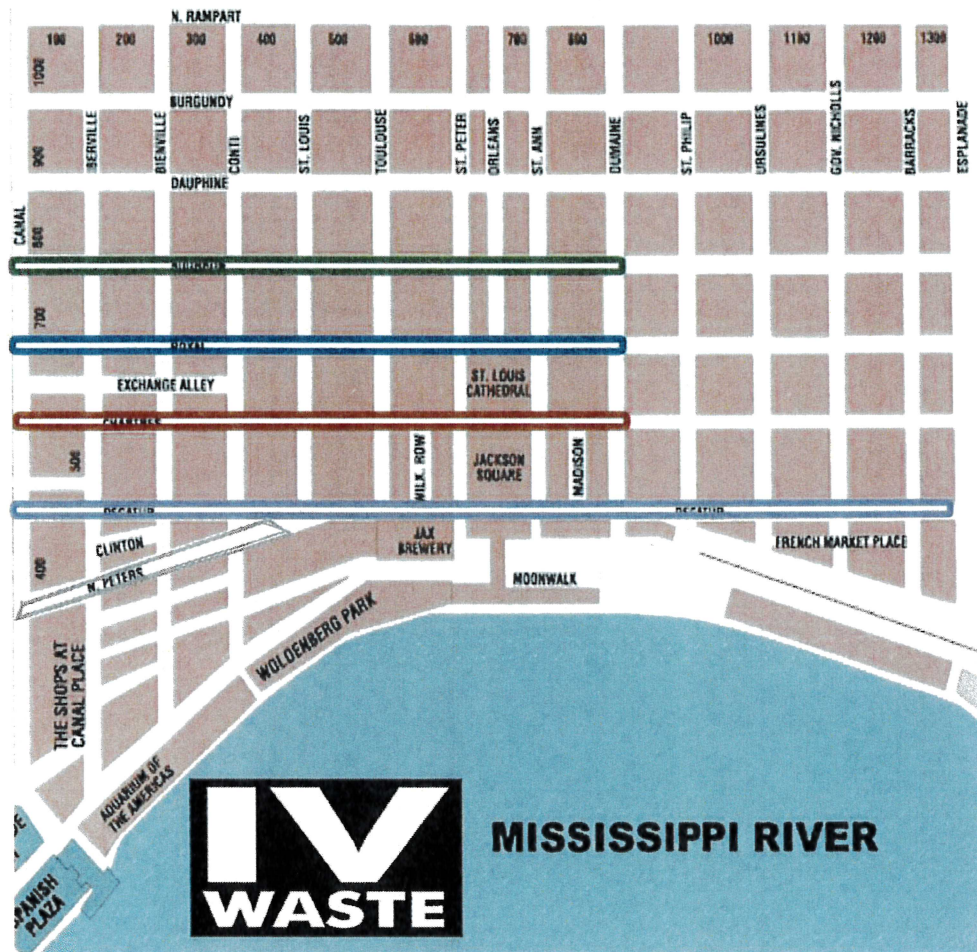 N. RAMPART
100
200
300
400
500
600
700
800
1000
1100
1200
1300
1000
BURGUNDY
900
IBERVILLE
BIENVILLE
CONTI
ST. LOUIS
TOULOUSE
ST. PETER
ORLEANS
ST. ANN
DUMAINE
ST. PHILIP
URSULINES
GOV. NICHOLLS
BARRACKS
ESPLANADE
DAUPHINE
CANAL
800
700
ROYAL
EXCHANGE ALLEY
ST. LOUIS
CATHEDRAL
CHARTRES
500
WILK. ROW
JACKSON
SQUARE
MADISON
DECATUR
DECATUR
CLINTON
JAX
BREWERY
FRENCH MARKET PLACE
400
N. PETERS
MOONWALK
WOLDENBERG PARK
THE SHOPS AT
CANAL PLACE
AQUARIUM OF
THE AMERICAS
SPANISH
PLAZA
IV
WASTE
MISSISSIPPI RIVER